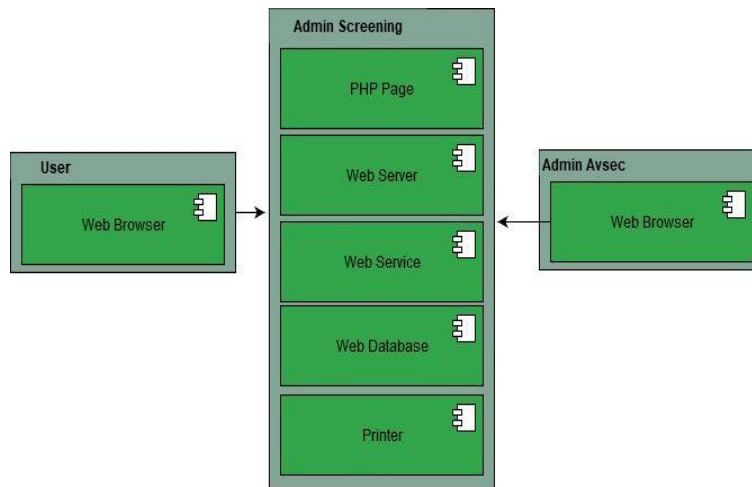 Admin Screening
PHP Page
Web Server
Web Service
Web Database
Printer
User
Web Browser
Admin Avsec
Web Browser